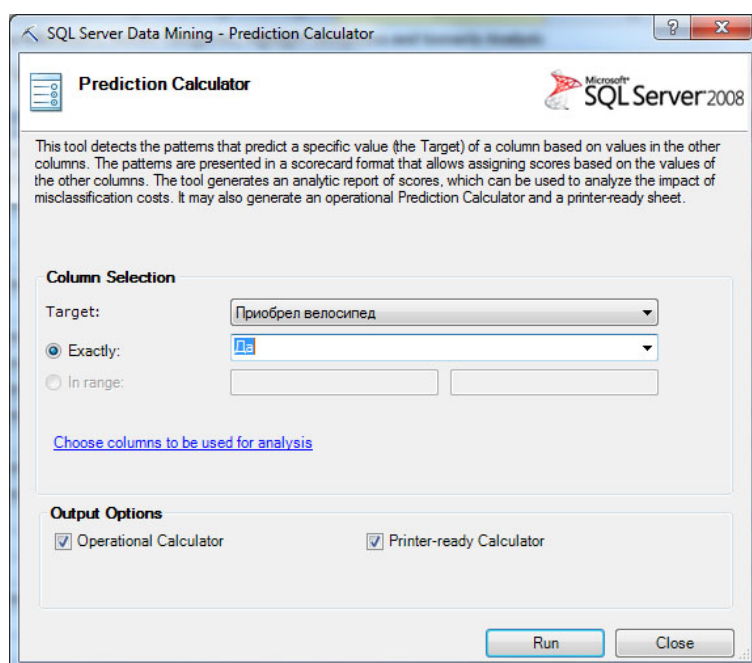 SQL Server Data Mining - Prediction Calculator
Prediction Calculator
Microsoft®
SQL Server 2008
This tool detects the patterns that predict a specific value (the Target) of a column based on values in the other
columns. The patterns are presented in a scorecard format that allows assigning scores based on the values of
the other columns. The tool generates an analytic report of scores, which can be used to analyze the impact of
misclassification costs. It may also generate an operational Prediction Calculator and a printer-ready sheet.
Column Selection
Target: Приобрел велосипед
Exactly: Да
In range:
Choose columns to be used for analysis
Output Options
Operational Calculator Printer-ready Calculator
Run Close